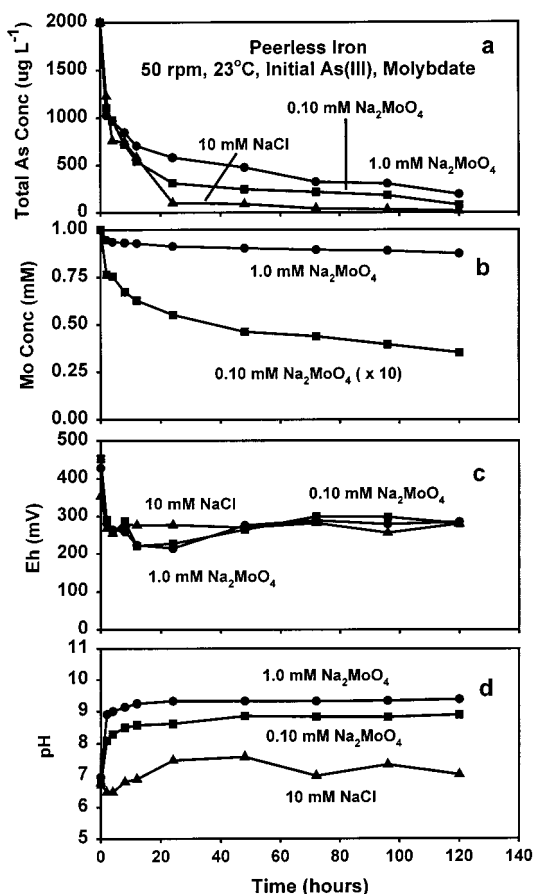 2000
1500
1000
500
0
Total As Conc (ug L-1)
a
Peerless Iron
50 rpm, 23°C, Initial As(III), Molybdate
0.10 mM Na2MoO4
10 mM NaCl
1.0 mM Na2MoO4
1.00
0.75
0.50
0.25
0.00
Mo Conc (mM)
b
1.0 mM Na2MoO4
0.10 mM Na2MoO4 ( x 10)
500
400
300
200
100
0
Eh (mV)
c
10 mM NaCl
0.10 mM Na2MoO4
1.0 mM Na2MoO4
11
10
9
8
7
6
5
pH
d
1.0 mM Na2MoO4
0.10 mM Na2MoO4
10 mM NaCl
0 20 40 60 80 100 120 140
Time (hours)